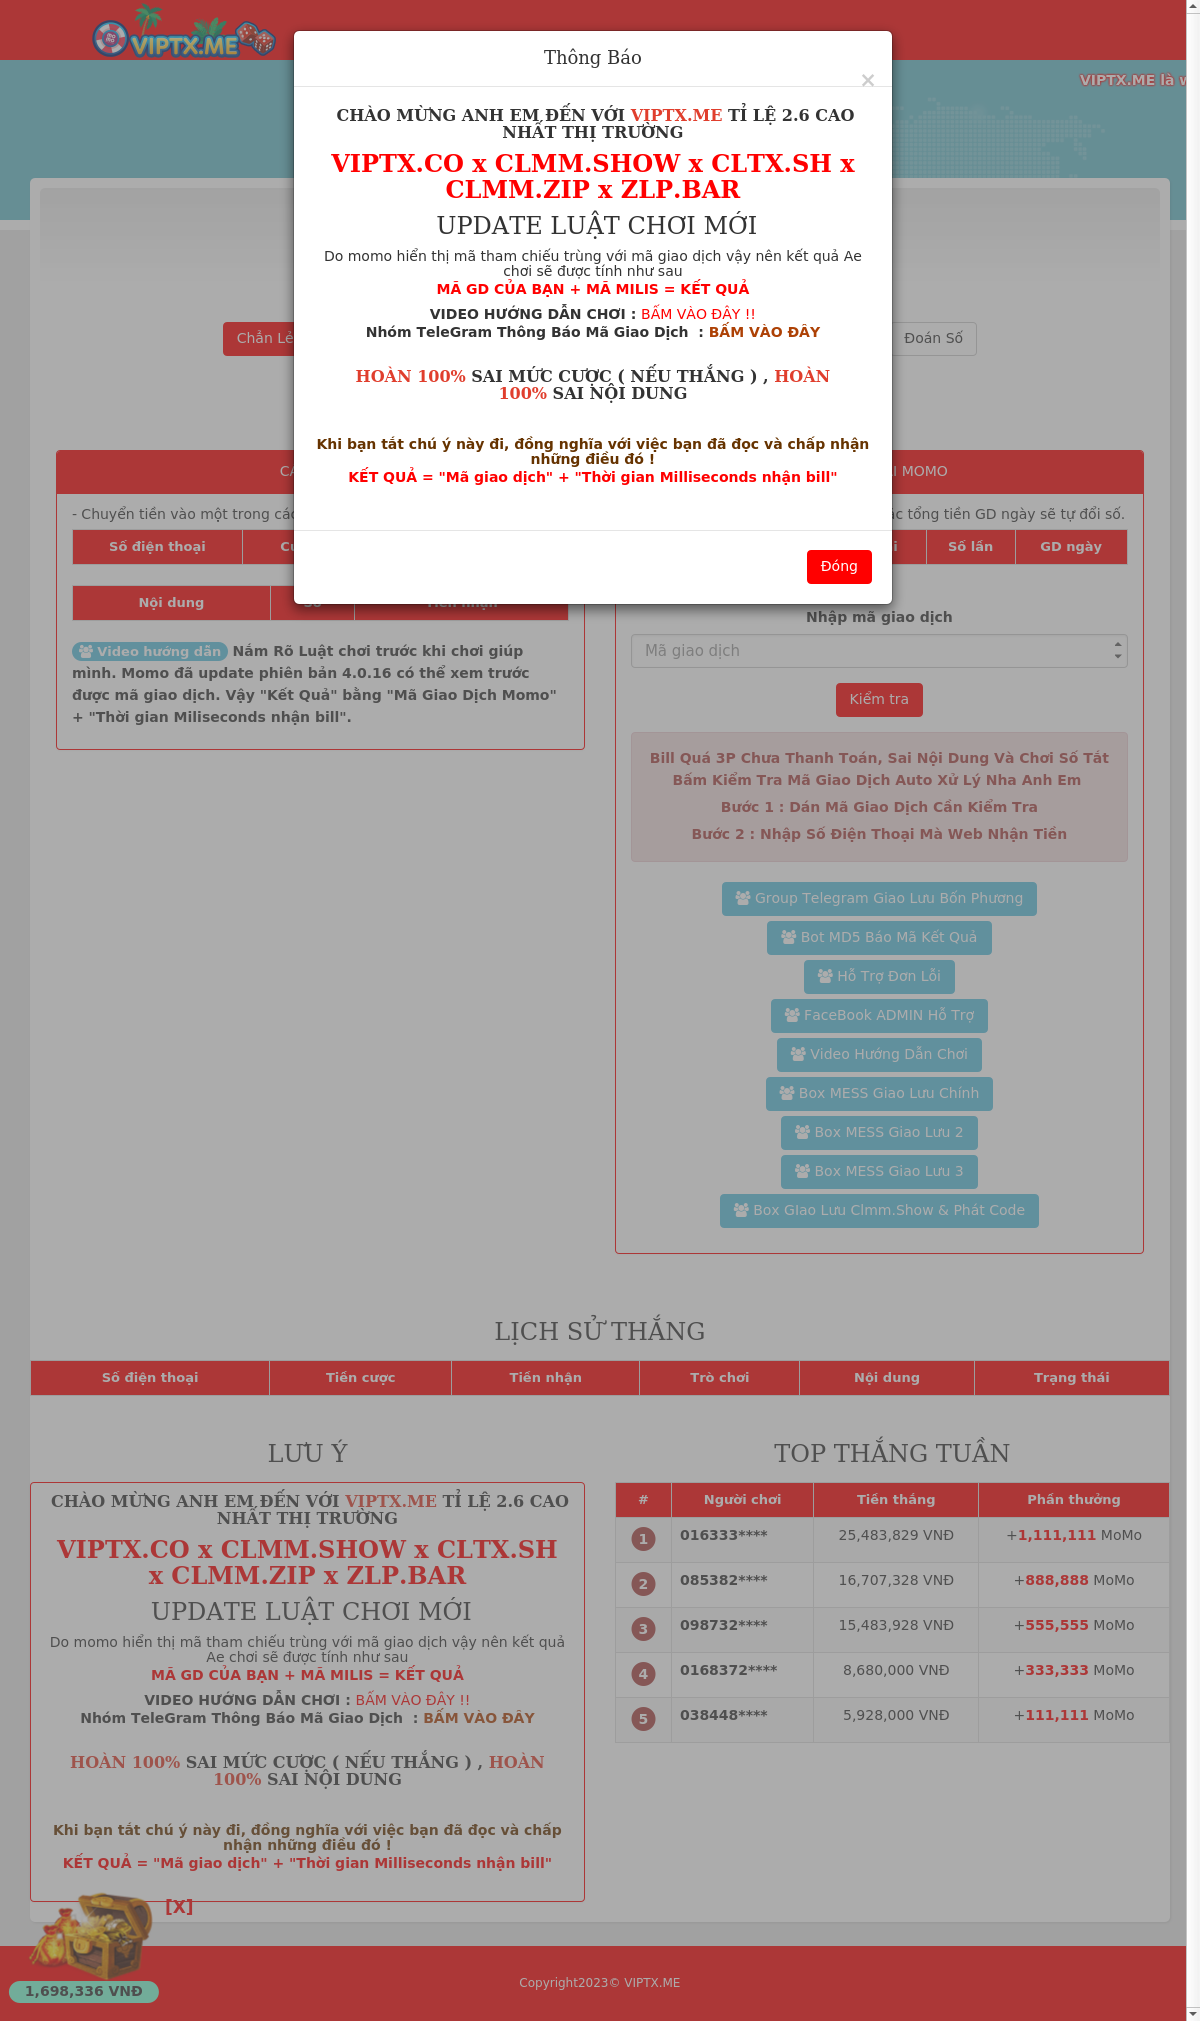 VIPTX.ME
VIPTX.ME là
Thông Báo
×
CHÀO MỪNG ANH EM ĐẾN VỚI VIPTX.ME TỈ LỆ 2.6 CAO
NHẤT THỊ TRƯỜNG
VIPTX.CO x CLMM.SHOW x CLTX.SH x
CLMM.ZIP x ZLP.BAR
UPDATE LUẬT CHƠI MỚI
Do momo hiển thị mã tham chiếu trùng với mã giao dịch vậy nên kết quả Ae
chơi sẽ được tính như sau
MÃ GD CỦA BẠN + MÃ MILIS = KẾT QUẢ
VIDEO HƯỚNG DẪN CHƠI : BẤM VÀO ĐÂY !!
Nhóm TeleGram Thông Báo Mã Giao Dịch : BẤM VÀO ĐÂY
HOÀN 100% SAI MỨC CƯỢC ( NẾU THẮNG ) , HOÀN
100% SAI NỘI DUNG
Khi bạn tắt chú ý này đi, đồng nghĩa với việc bạn đã đọc và chấp nhận
những điều đó !
KẾT QUẢ = "Mã giao dịch" + "Thời gian Milliseconds nhận bill"
Đóng
Chẳn Lẻ
Đoán Số
MOMO
- Chuyển tiền vào một trong
tổng tiền GD ngày sẽ tự đổi số.
Số điện thoại
Số lần GD ngày
Nội dung Số Tiền nhận
Video hướng dẫn Nắm Rõ Luật chơi trước khi chơi giúp
mình. Momo đã update phiên bản 4.0.16 có thể xem trước
được mã giao dịch. Vậy "Kết Quả" bằng "Mã Giao Dịch Momo"
+ "Thời gian Miliseconds nhận bill".
Nhập mã giao dịch
Mã giao dịch
Kiểm tra
Bill Quá 3P Chưa Thanh Toán, Sai Nội Dung Và Chơi Số Tắt
Bấm Kiểm Tra Mã Giao Dịch Auto Xử Lý Nha Anh Em
Bước 1 : Dán Mã Giao Dịch Cần Kiểm Tra
Bước 2 : Nhập Số Điện Thoại Mà Web Nhận Tiền
Group Telegram Giao Lưu Bốn Phương
Bot MD5 Báo Mã Kết Quả
Hỗ Trợ Đơn Lỗi
FaceBook ADMIN Hỗ Trợ
Video Hướng Dẫn Chơi
Box MESS Giao Lưu Chính
Box MESS Giao Lưu 2
Box MESS Giao Lưu 3
Box GIao Lưu Clmm.Show & Phát Code
LỊCH SỬ THẮNG
Số điện thoại Tiền cược Tiền nhận Trò chơi Nội dung Trạng thái
LƯU Ý
CHÀO MỪNG ANH EM ĐẾN VỚI VIPTX.ME TỈ LỆ 2.6 CAO
NHẤT THỊ TRƯỜNG
VIPTX.CO x CLMM.SHOW x CLTX.SH
x CLMM.ZIP x ZLP.BAR
UPDATE LUẬT CHƠI MỚI
Do momo hiển thị mã tham chiếu trùng với mã giao dịch vậy nên kết quả
Ae chơi sẽ được tính như sau
MÃ GD CỦA BẠN + MÃ MILIS = KẾT QUẢ
VIDEO HƯỚNG DẪN CHƠI : BẤM VÀO ĐÂY !!
Nhóm TeleGram Thông Báo Mã Giao Dịch : BẤM VÀO ĐÂY
HOÀN 100% SAI MỨC CƯỢC ( NẾU THẮNG ) , HOÀN
100% SAI NỘI DUNG
Khi bạn tắt chú ý này đi, đồng nghĩa với việc bạn đã đọc và chấp
nhận những điều đó !
KẾT QUẢ = "Mã giao dịch" + "Thời gian Milliseconds nhận bill"
TOP THẮNG TUẦN
# Người chơi Tiền thắng Phần thưởng
1 016333**** 25,483,829 VNĐ +1,111,111 MoMo
2 085382**** 16,707,328 VNĐ +888,888 MoMo
3 098732**** 15,483,928 VNĐ +555,555 MoMo
4 0168372**** 8,680,000 VNĐ +333,333 MoMo
5 038448**** 5,928,000 VNĐ +111,111 MoMo
[X]
1,698,336 VNĐ
Copyright2023© VIPTX.ME